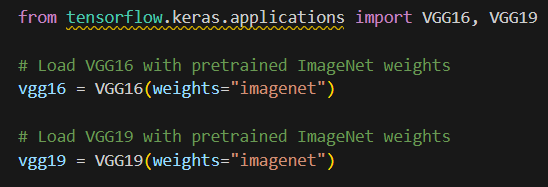 from tensorflow.keras.applications import VGG16, VGG19
# Load VGG16 with pretrained ImageNet weights
vgg16 = VGG16(weights="imagenet")
# Load VGG19 with pretrained ImageNet weights
vgg19 = VGG19(weights="imagenet")